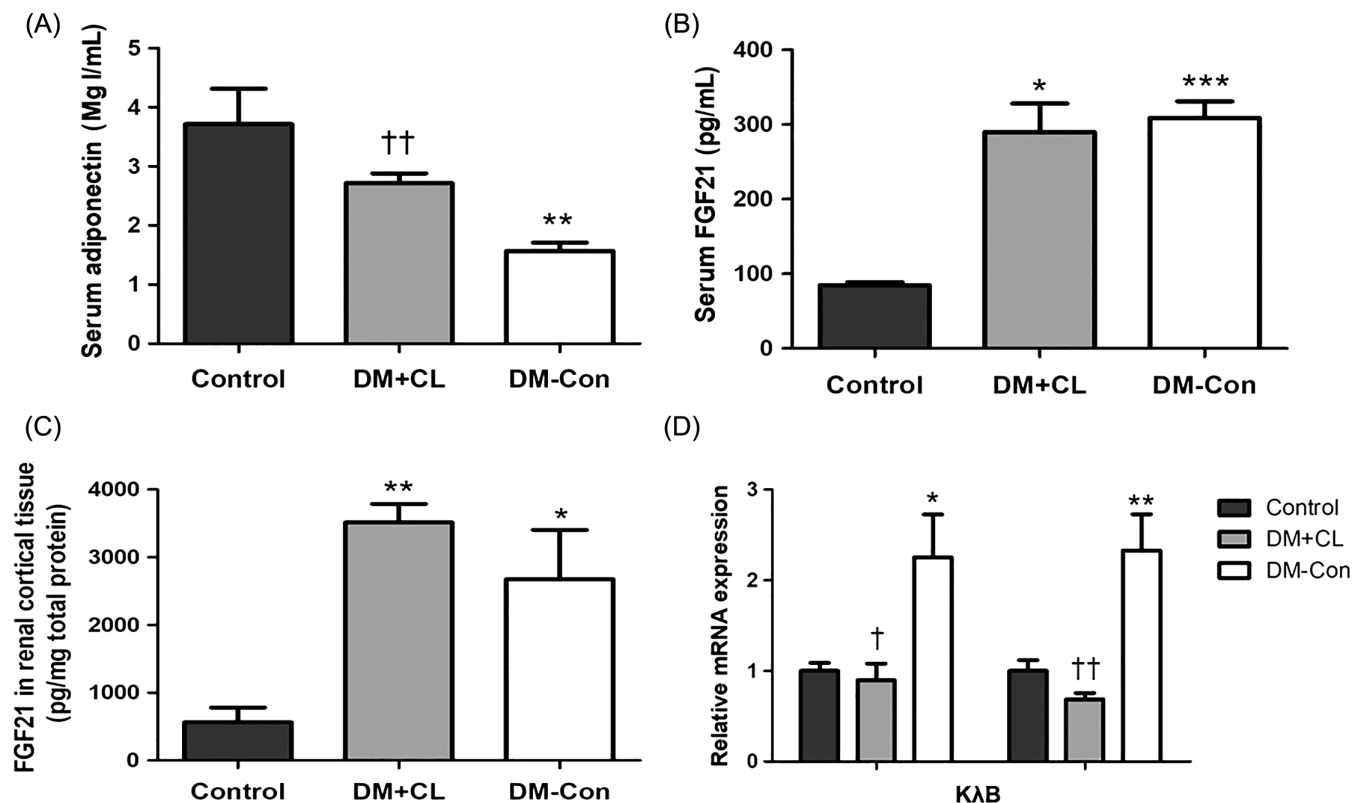 (A)
Serum adiponectin (Mg l/mL)
5
4
3
2
1
0
††
**
Control DM+CL DM-Con
(B)
Serum FGF21 (pg/mL)
400
300
200
100
0
*
***
Control DM+CL DM-Con
(C)
FGF21 in renal cortical tissue
(pg/mg total protein)
4000
3000
2000
1000
0
**
*
Control DM+CL DM-Con
(D)
Relative mRNA expression
3
2
1
0
†
*
††
**
KλB
Control
DM+CL
DM-Con